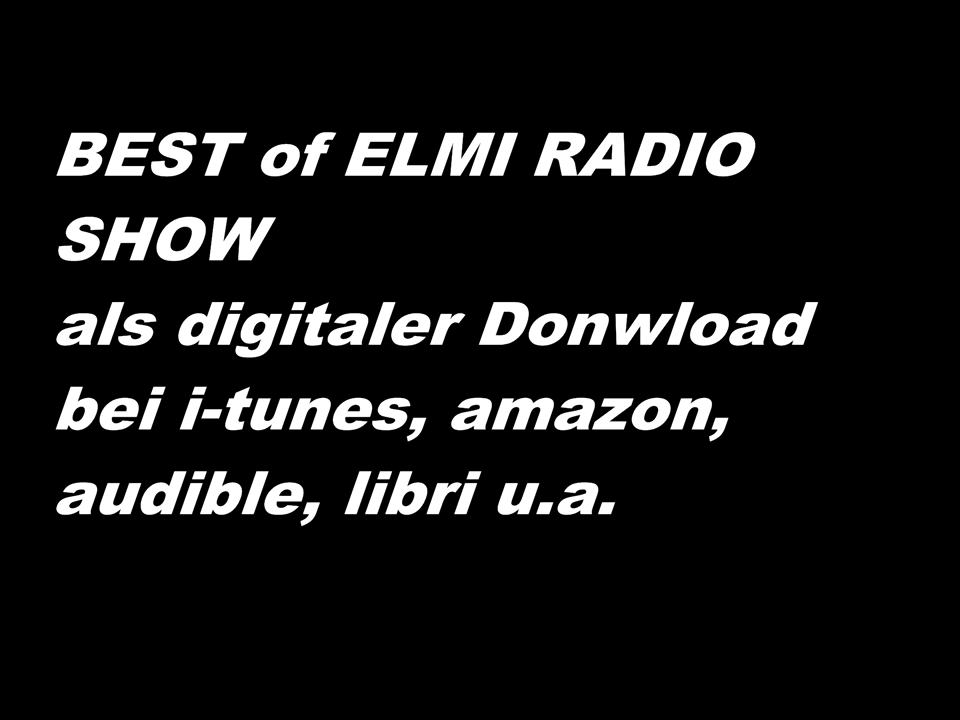 BEST of ELMI RADIO
SHOW
als digitaler Donwload
bei i-tunes, amazon,
audible, libri u.a.